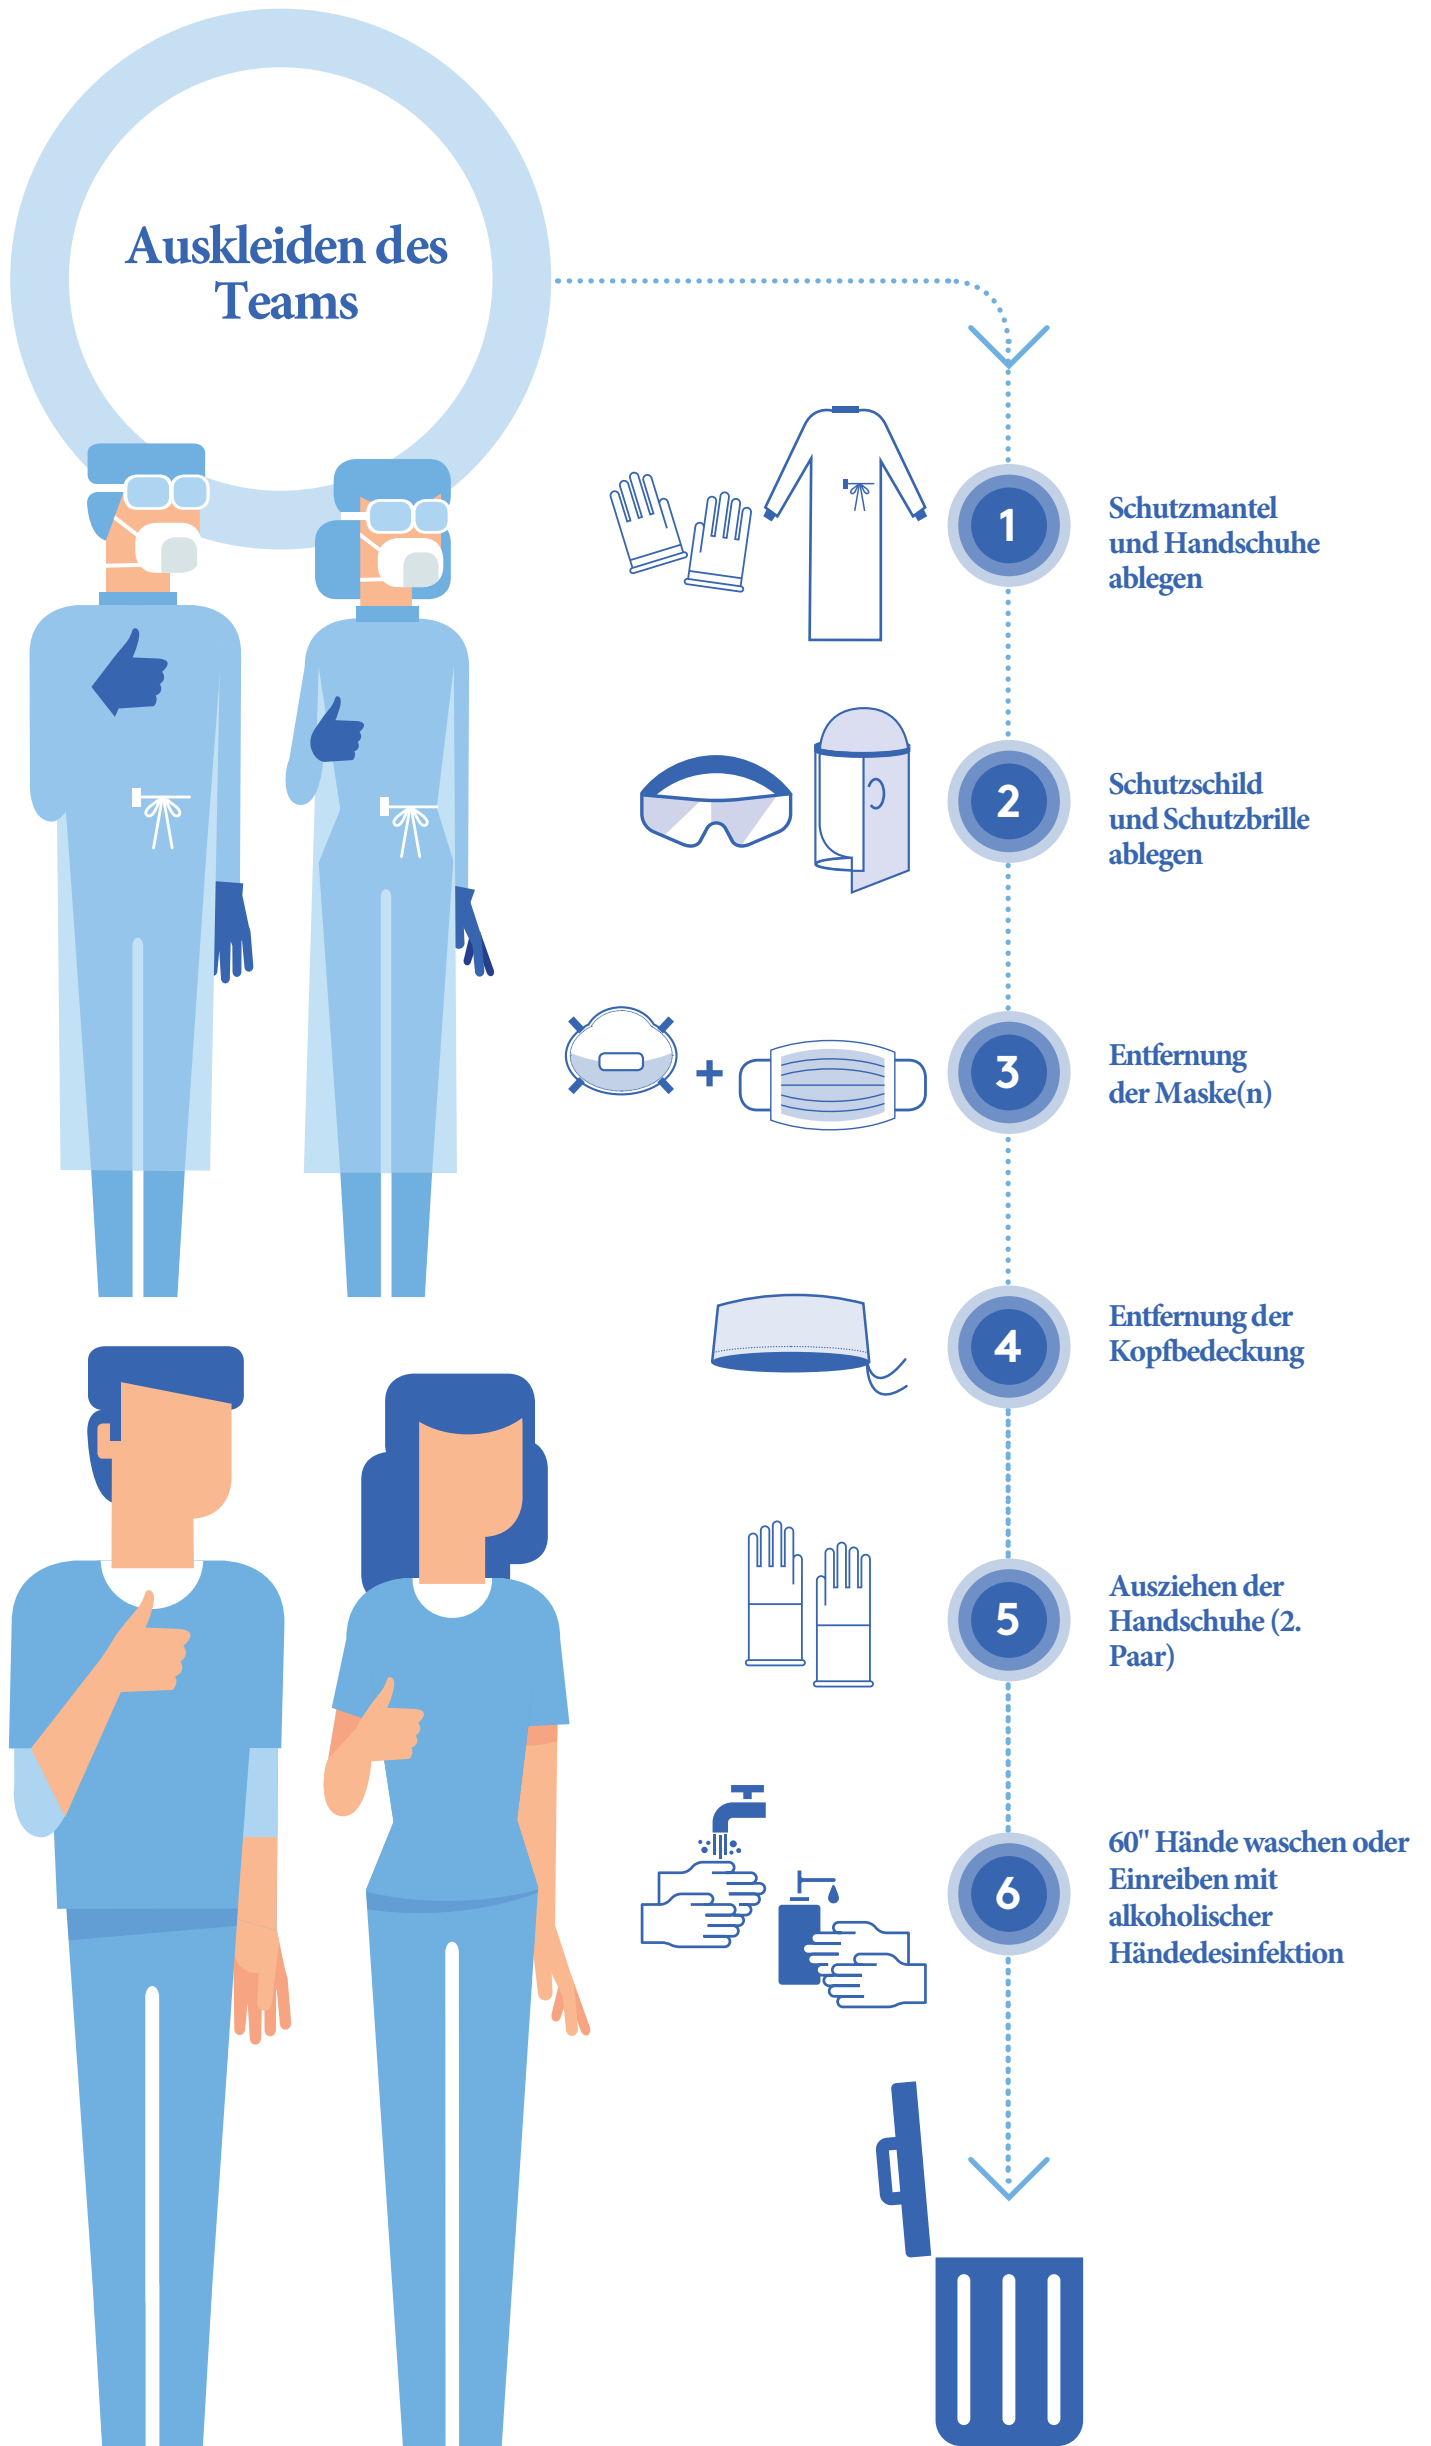 Auskleiden des
Teams
1
Schutzmantel
und Handschuhe
ablegen
2
Schutzschild
und Schutzbrille
ablegen
3
Entfernung
der Maske(n)
4
Entfernung der
Kopfbedeckung
5
Ausziehen der
Handschuhe (2.
Paar)
6
60" Hände waschen oder
Einreiben mit
alkoholischer
Händedesinfektion